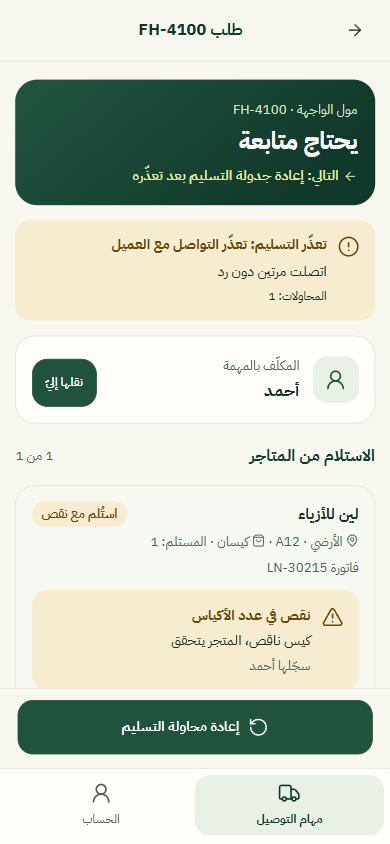 طلب FH-4100
مول الواجهة · FH-4100
يحتاج متابعة
التالي: إعادة جدولة التسليم بعد تعذّره
تعذّر التسليم: تعذّر التواصل مع العميل
اتصلت مرتين دون رد
المحاولات: 1
المكلّف بالمهمة
أحمد
نقلها إليّ
الاستلام من المتاجر
1 من 1
لين للأزياء
استُلم مع نقص
الأرضي · A12 · كيسان · المستلم: 1
فاتورة LN-30215
نقص في عدد الأكياس
كيس ناقص، المتجر يتحقق
سجّلها أحمد
إعادة محاولة التسليم
مهام التوصيل
الحساب